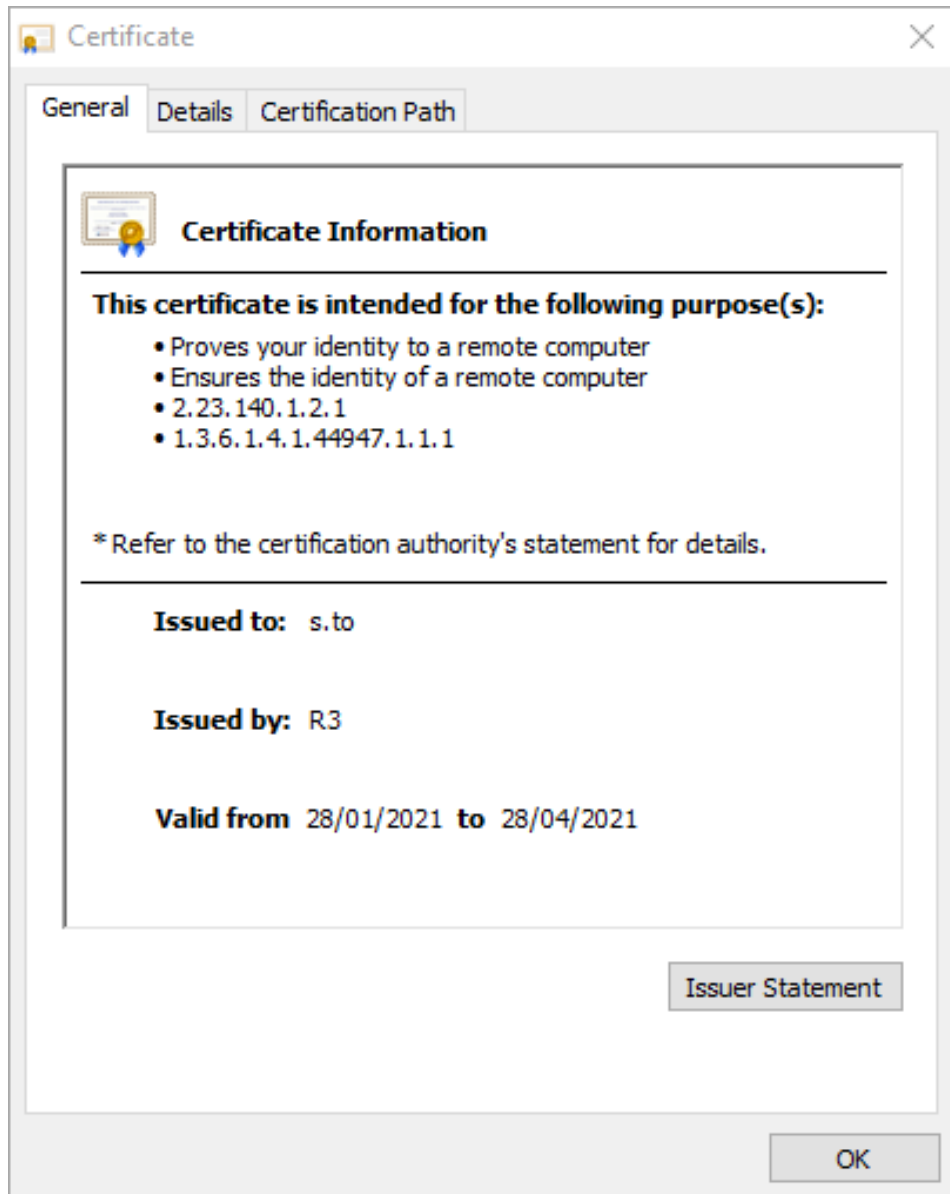 Certificate
General Details Certification Path
Certificate Information
This certificate is intended for the following purpose(s):
• Proves your identity to a remote computer
• Ensures the identity of a remote computer
• 2.23.140.1.2.1
• 1.3.6.1.4.1.44947.1.1.1
* Refer to the certification authority's statement for details.
Issued to: s.to
Issued by: R3
Valid from 28/01/2021 to 28/04/2021
Issuer Statement
OK